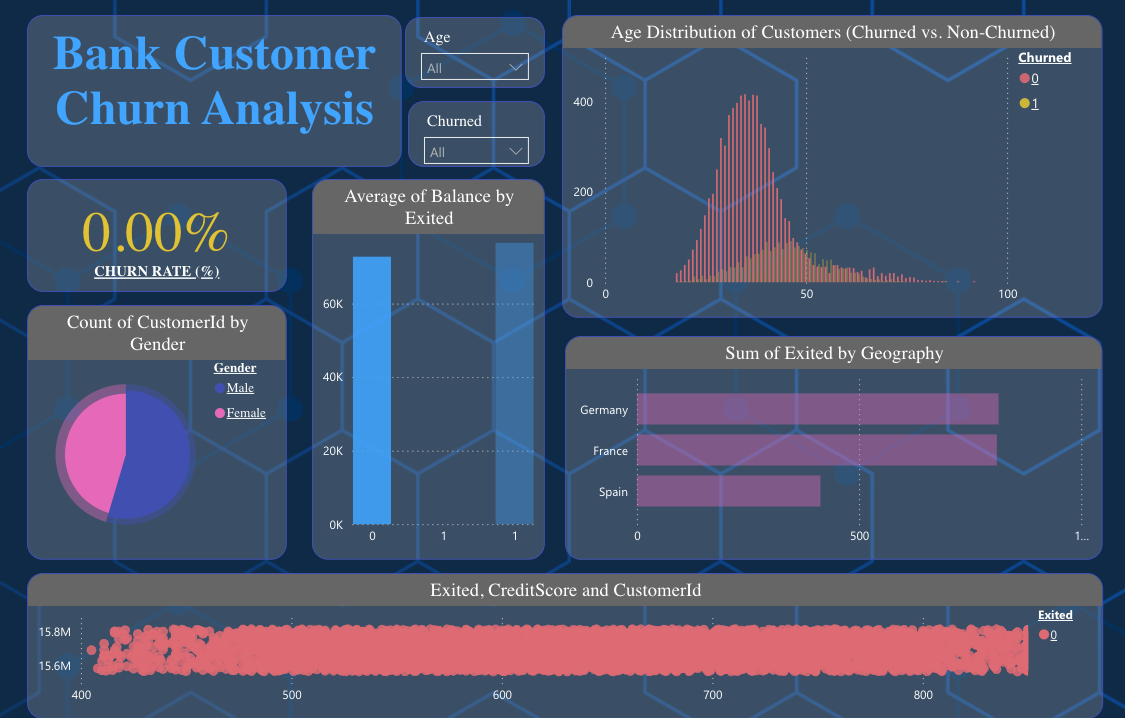 Bank Customer
Churn Analysis
Age
All
Churned
All
0.00%
CHURN RATE (%)
Average of Balance by
Exited
60K
40K
20K
0K
0
1
1
Count of CustomerId by
Gender
Gender
Male
Female
Age Distribution of Customers (Churned vs. Non-Churned)
Churned
0
1
400
200
0
0
50
100
Sum of Exited by Geography
Germany
France
Spain
0
500
1...
Exited, CreditScore and CustomerId
Exited
0
15.8M
15.6M
400
500
600
700
800